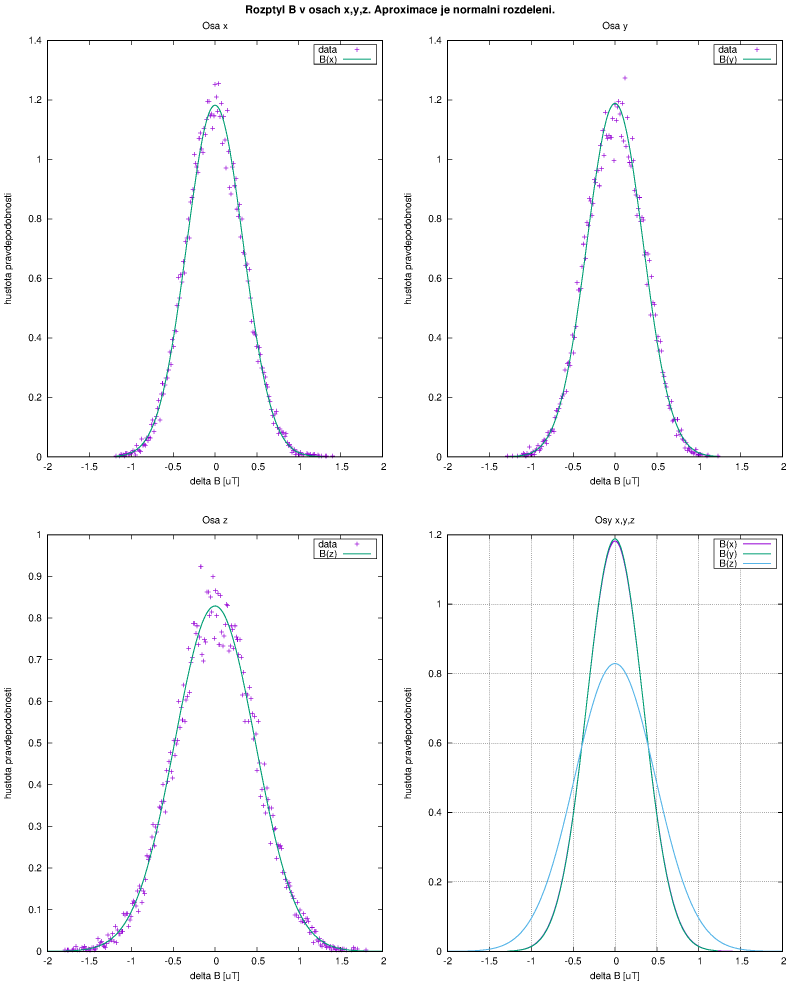 Rozptyl B v osach x,y,z. Aproximace je normalni rozdeleni.
Osa x
1.4
1.2
1
0.8
0.6
0.4
0.2
0
-2 -1.5 -1 -0.5 0 0.5 1 1.5 2
hustota pravdepodobnosti
delta B [uT]
data
B(x)
Osa y
1.4
1.2
1
0.8
0.6
0.4
0.2
0
-2 -1.5 -1 -0.5 0 0.5 1 1.5 2
hustota pravdepodobnosti
delta B [uT]
data
B(y)
Osa z
1
0.9
0.8
0.7
0.6
0.5
0.4
0.3
0.2
0.1
0
-2 -1.5 -1 -0.5 0 0.5 1 1.5 2
hustota pravdepodobnosti
delta B [uT]
data
B(z)
Osy x,y,z
1.2
1
0.8
0.6
0.4
0.2
0
-2 -1.5 -1 -0.5 0 0.5 1 1.5 2
hustota pravdepodobnosti
delta B [uT]
B(x)
B(y)
B(z)